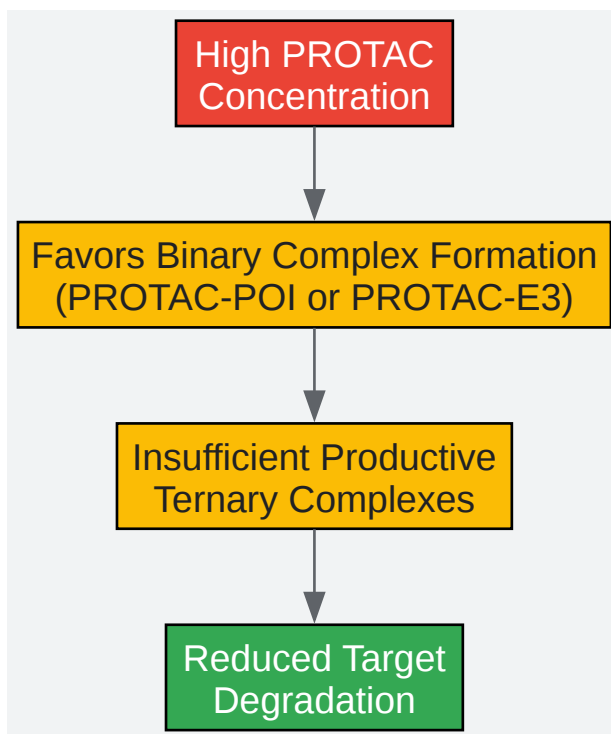 High PROTAC
Concentration
Favors Binary Complex Formation
(PROTAC-POI or PROTAC-E3)
Insufficient Productive
Ternary Complexes
Reduced Target
Degradation